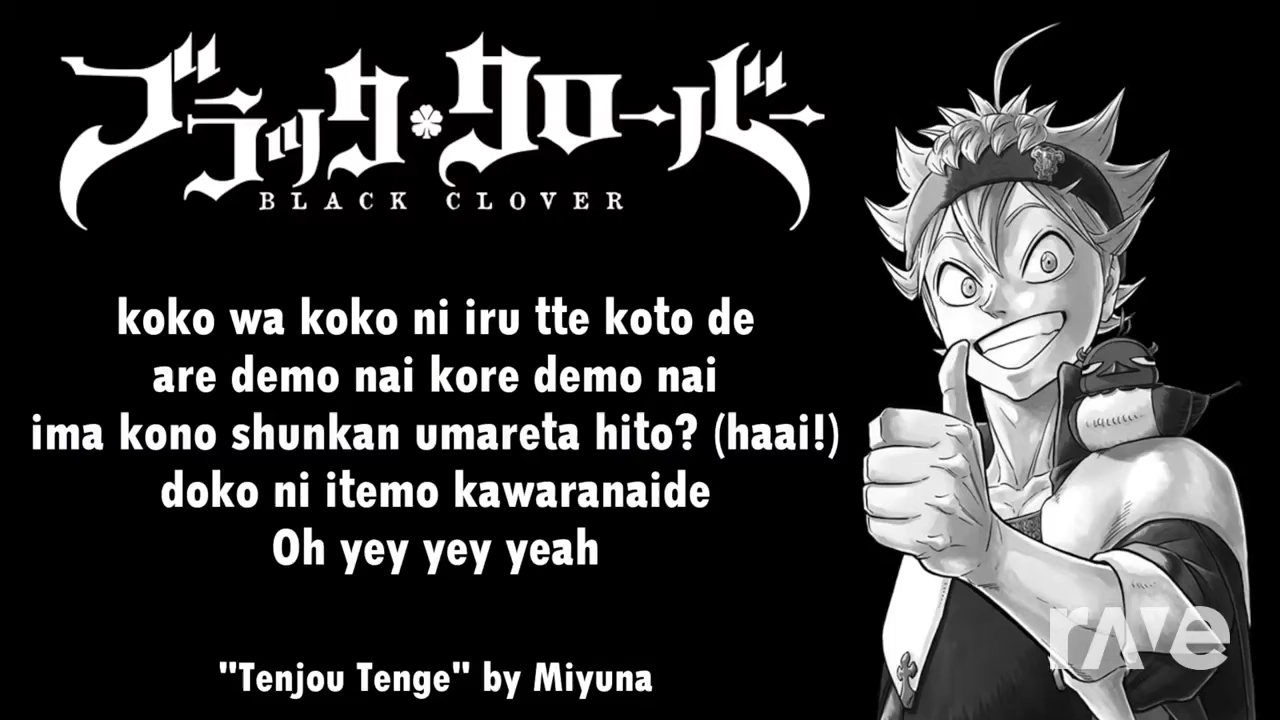 ブラック・クローバー
BLACK CLOVER
koko wa koko ni iru tte koto de
are demo nai kore demo nai
ima kono shunkan umareta hito? (haai!)
doko ni itemo kawaranaide
Oh yey yey yeah
"Tenjou Tenge" by Miyuna
rave